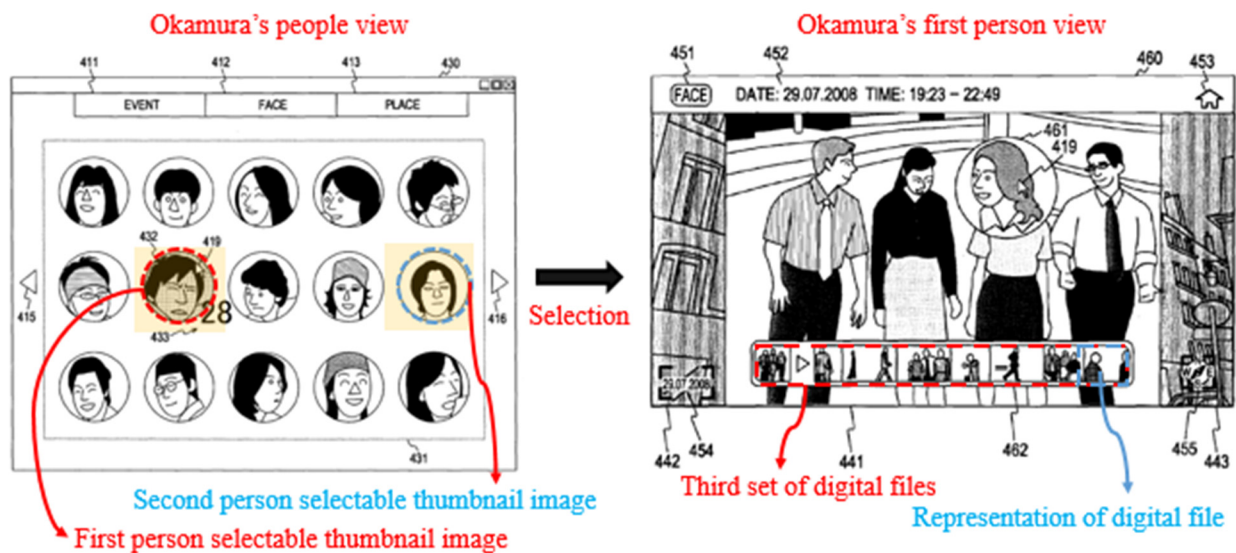 Okamura's people view
Okamura's first person view
411
412
413
430
EVENT
FACE
PLACE
432
419
28
433
415
416
431
Selection
451
452
460
453
FACE
DATE: 29.07.2008 TIME: 19:23 – 22:49
461
419
29.07.2008
442
454
441
462
455
443
Third set of digital files
Second person selectable thumbnail image
Representation of digital file
First person selectable thumbnail image